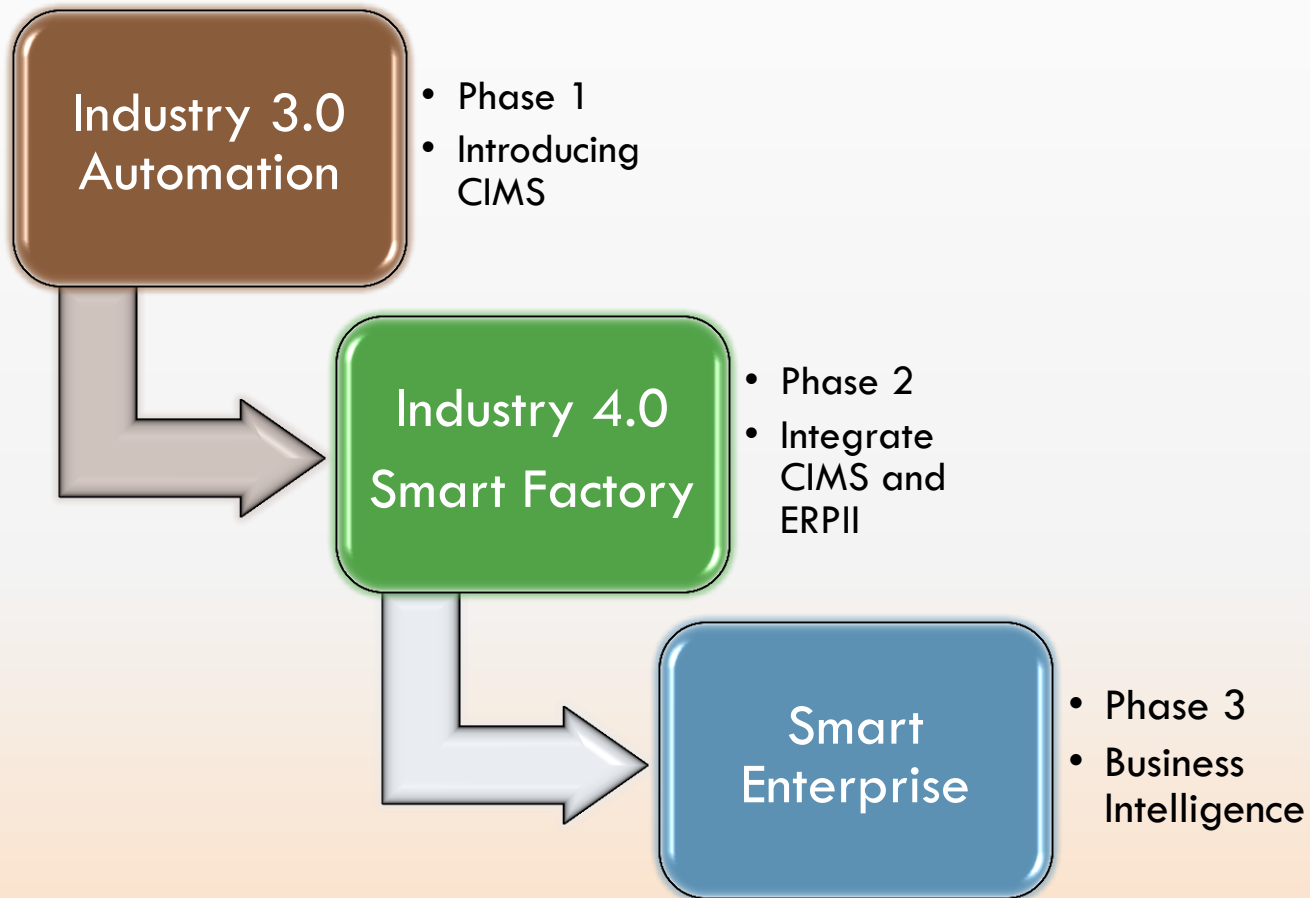 Industry 3.0
Automation
• Phase 1
• Introducing
CIMS
Industry 4.0
Smart Factory
• Phase 2
• Integrate
CIMS and
ERPII
Smart
Enterprise
• Phase 3
• Business
Intelligence